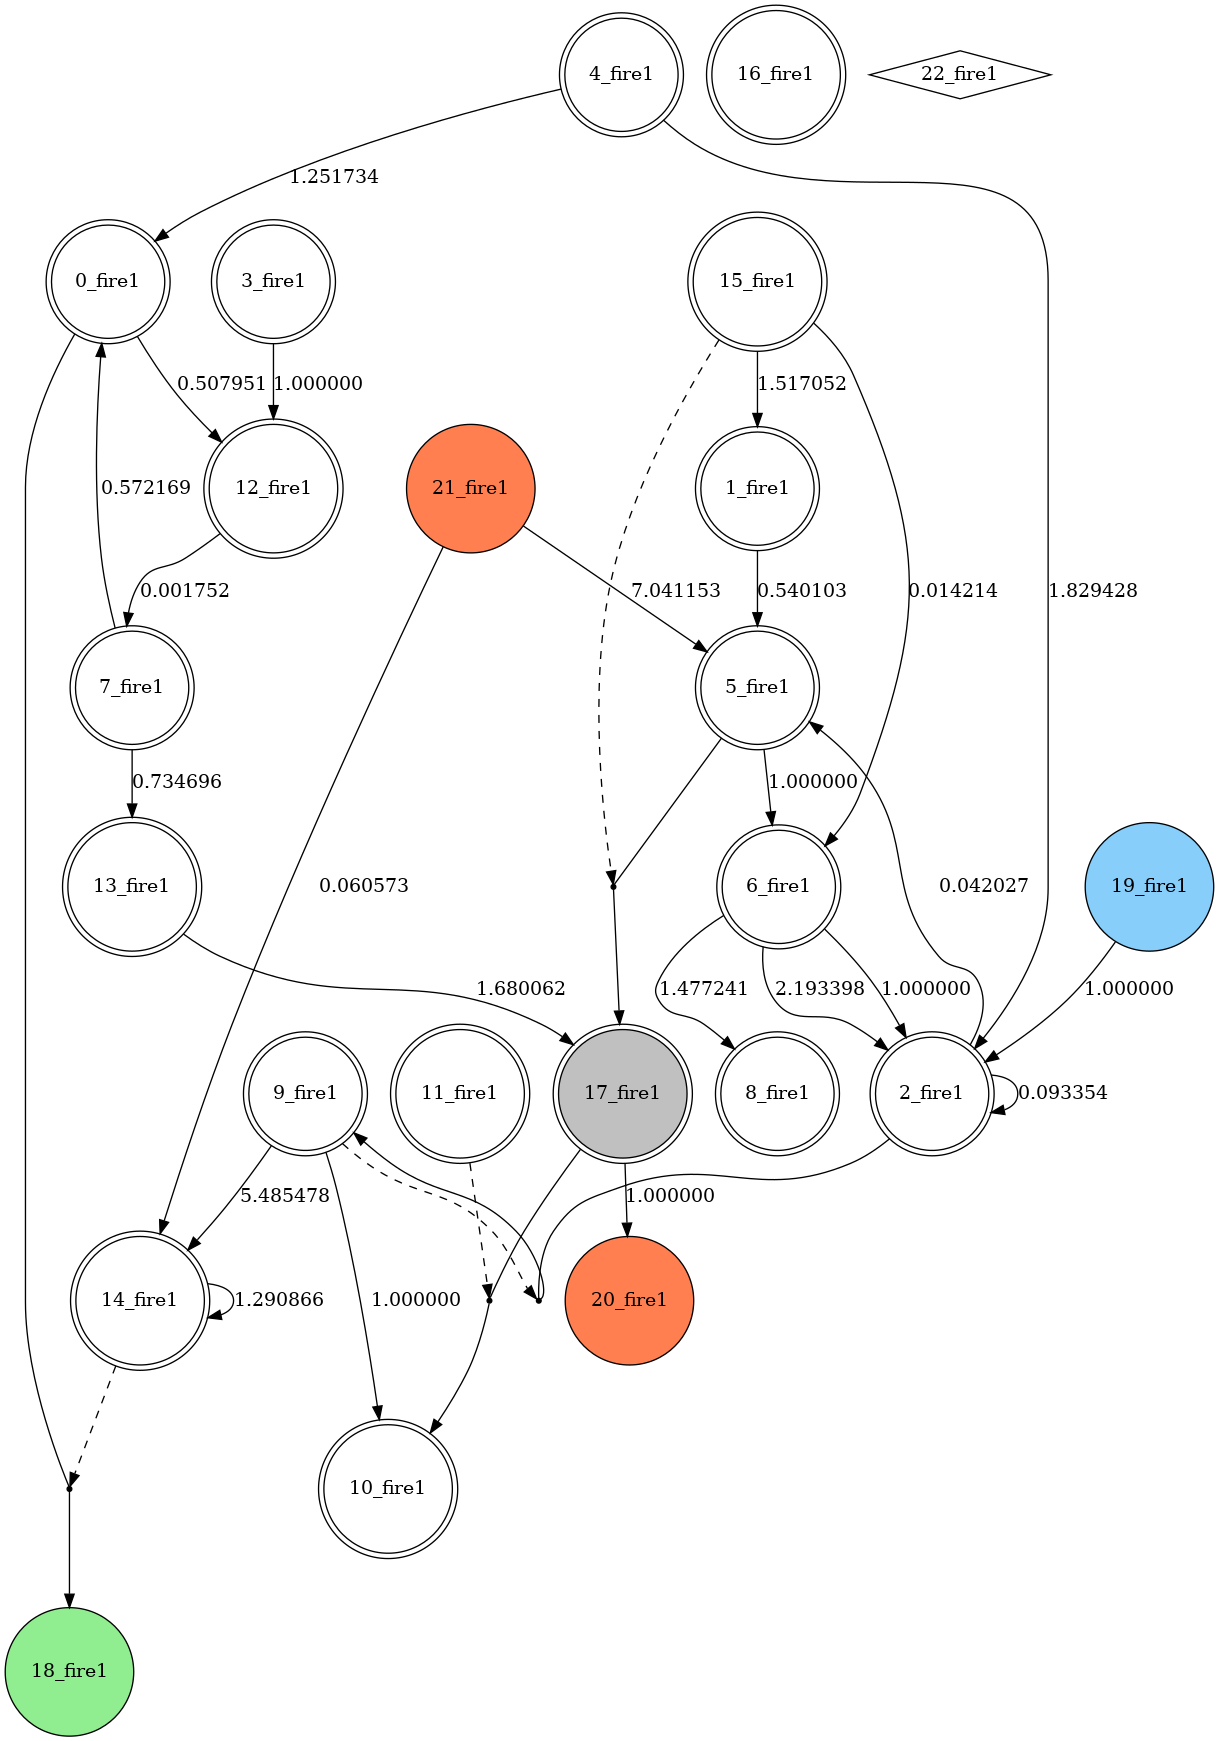 4_fire1
16_fire1
22_fire1
1.251734
0_fire1
3_fire1
15_fire1
0.507951
1.000000
1.517052
0.572169
12_fire1
21_fire1
1_fire1
0.001752
7.041153
0.540103
0.014214
1.829428
7_fire1
5_fire1
0.734696
1.000000
13_fire1
0.060573
6_fire1
0.042027
19_fire1
1.680062
1.477241
2.193398
1.000000
1.000000
9_fire1
11_fire1
17_fire1
8_fire1
2_fire1
0.093354
5.485478
1.000000
14_fire1
1.290866
1.000000
20_fire1
10_fire1
18_fire1